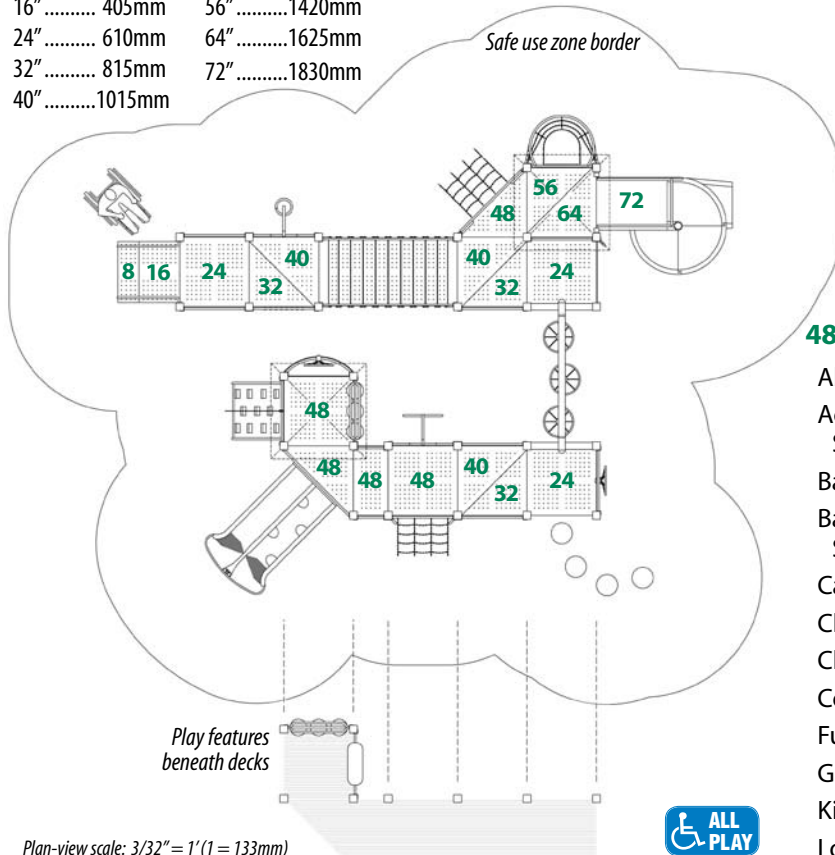 16" .......... 405mm
24" .......... 610mm
32" .......... 815mm
40" ..........1015mm
56" ..........1420mm
64" ..........1625mm
72" ..........1830mm
Safe use zone border
56
48
64
72
8
16
24
32
40
40
32
24
48
48
48
48
40
32
24
48
Play features
beneath decks
Plan-view scale: 3/32" = 1' (1 = 133mm)
ALL
PLAY